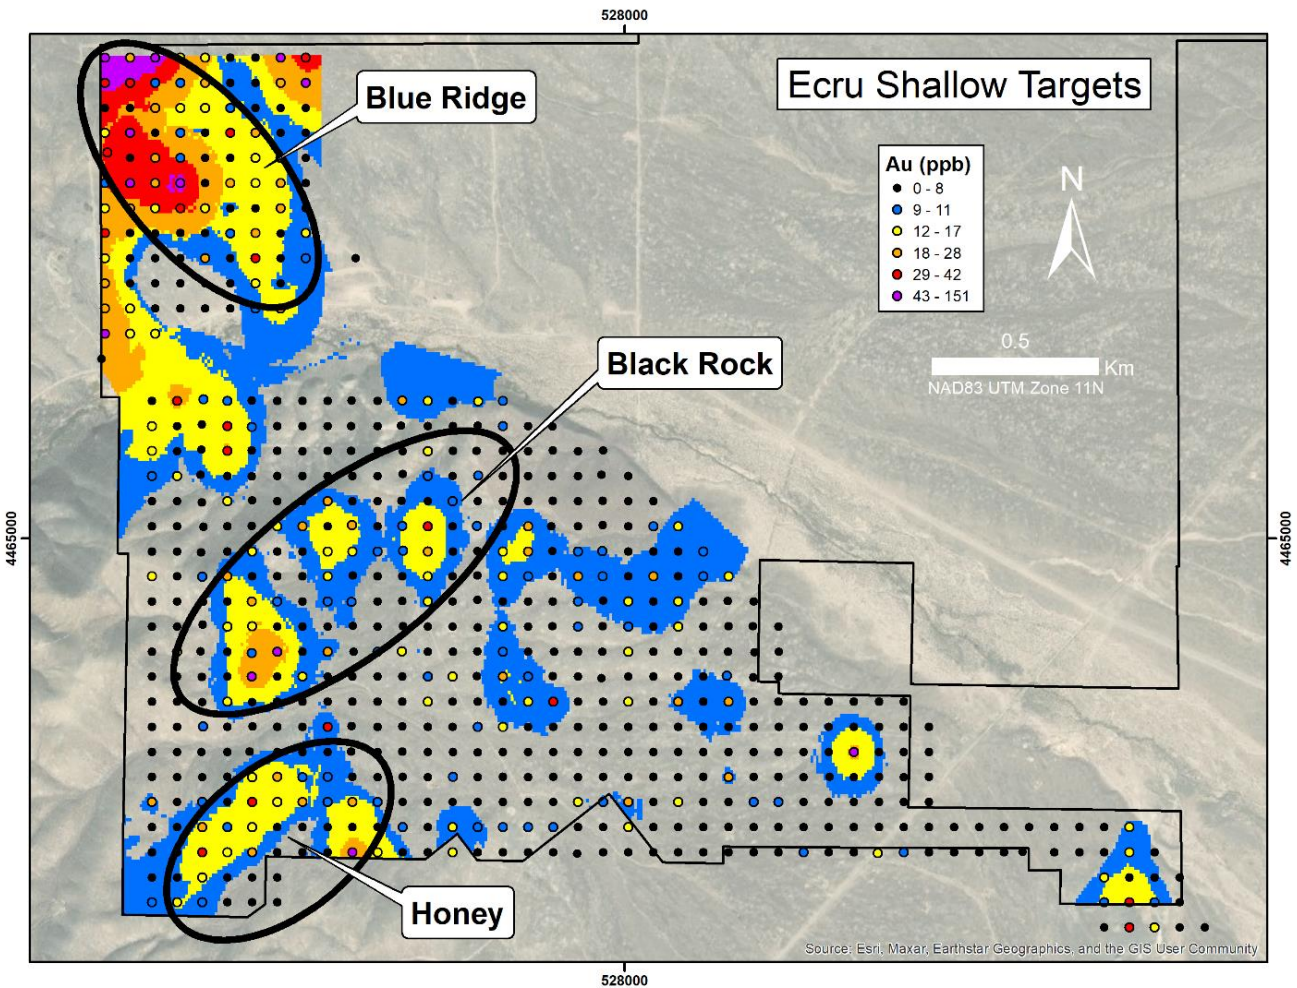 528000
Ecru Shallow Targets
Blue Ridge
Au (ppb)
0 - 8
9 - 11
12 - 17
18 - 28
29 - 42
43 - 151
N
0.5
Km
NAD83 UTM Zone 11N
Black Rock
4465000
4465000
Honey
Source: Esri, Maxar, Earthstar Geographics, and the GIS User Community
528000